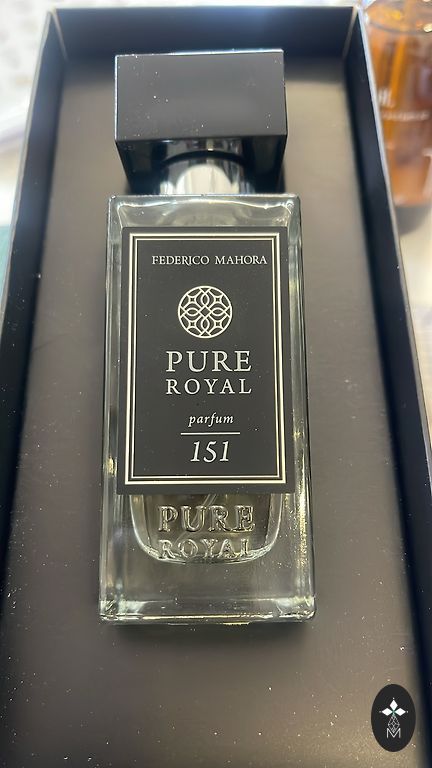 FEDERICO MAHORA
PURE
ROYAL
parfum
151
PURE
ROYAL
M